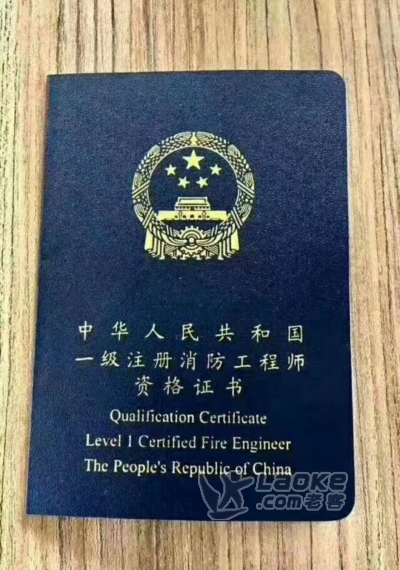 中华人民共和国
一级注册消防工程师
资格证书
Qualification Certificate
Level 1 Certified Fire Engineer
The People's Republic of China
Laoke
.com老客